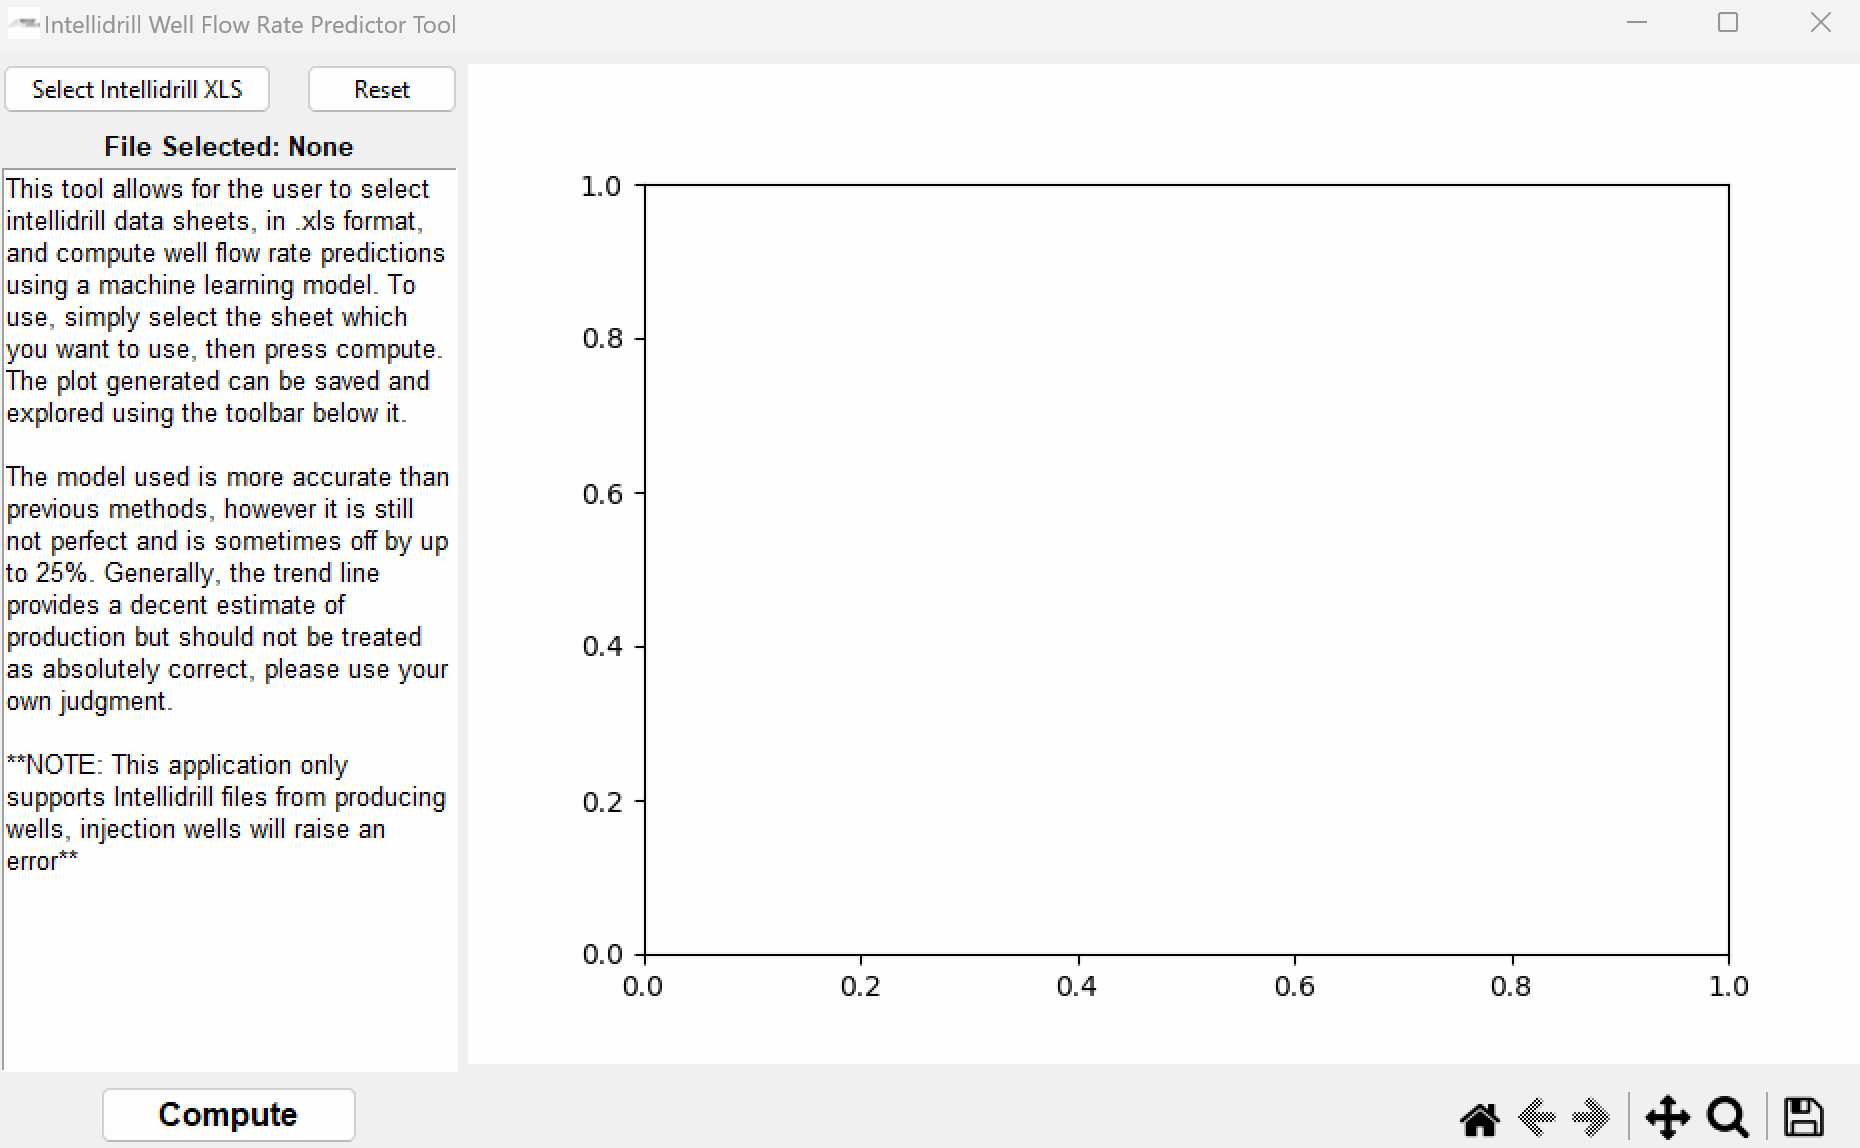 Intellidrill Well Flow Rate Predictor Tool
Select Intellidrill XLS
Reset
File Selected: None
This tool allows for the user to select
intellidrill data sheets, in .xls format,
and compute well flow rate predictions
using a machine learning model. To
use, simply select the sheet which
you want to use, then press compute.
The plot generated can be saved and
explored using the toolbar below it.
The model used is more accurate than
previous methods, however it is still
not perfect and is sometimes off by up
to 25%. Generally, the trend line
provides a decent estimate of
production but should not be treated
as absolutely correct, please use your
own judgment.
**NOTE: This application only
supports Intellidrill files from producing
wells, injection wells will raise an
error**
Compute
1.0
0.8
0.6
0.4
0.2
0.0
0.0 0.2 0.4 0.6 0.8 1.0